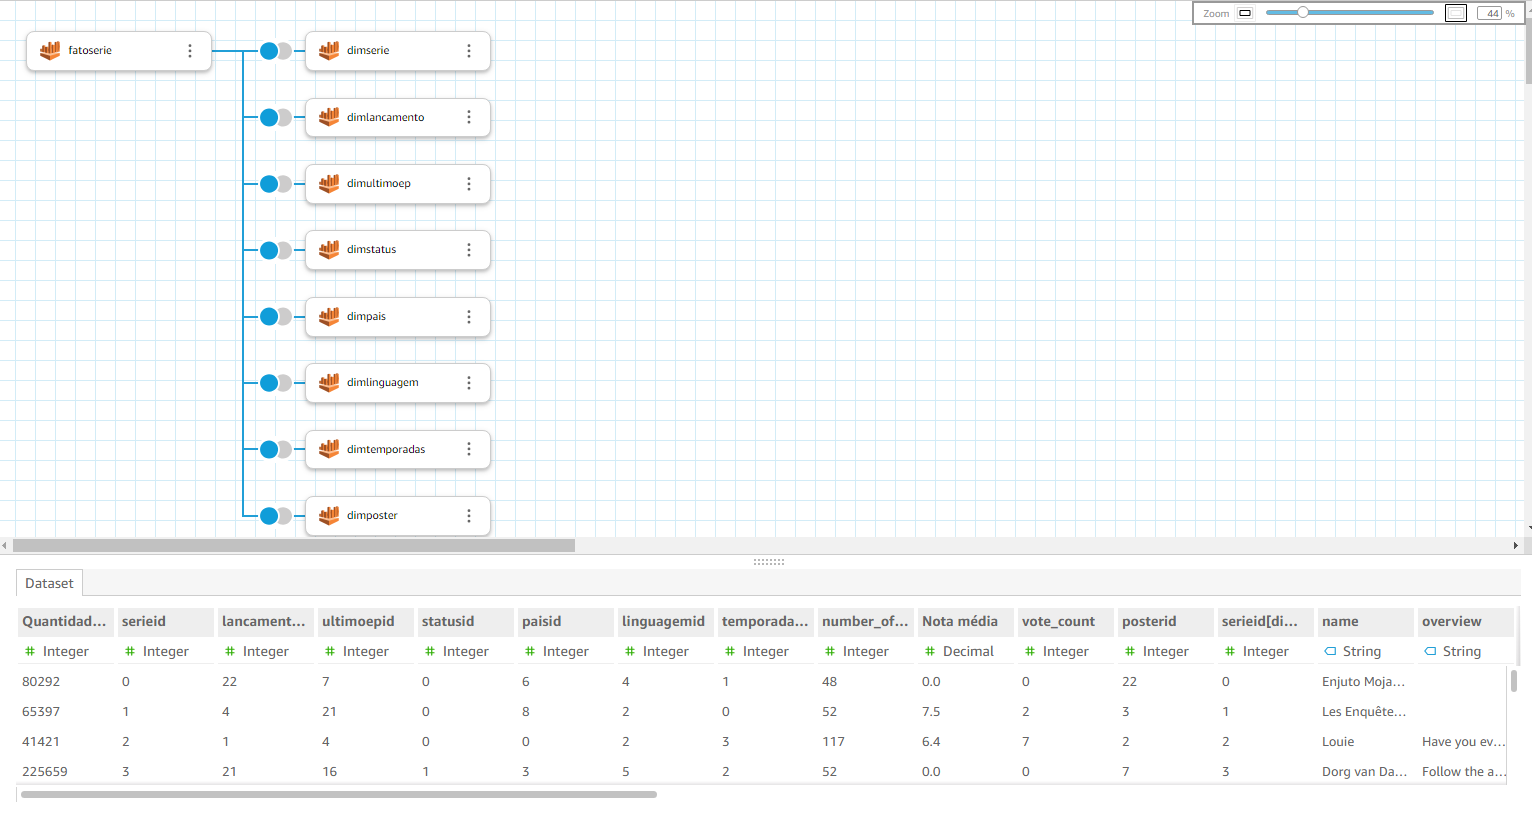 Zoom 44 %
fatoserie
dimserie
dimlancamento
dimultimoep
dimstatus
dimpais
dimlinguagem
dimtemporadas
dimposter
Dataset
Quantidad... serieid lancament... ultimoepid statusid paisid linguagemid temporada... number_of... Nota média vote_count posterid serieid[di... name overview
# Integer # Integer # Integer # Integer # Integer # Integer # Integer # Integer # Integer # Decimal # Integer # Integer # Integer String String
80292 0 22 7 0 6 4 1 48 0.0 0 22 0 Enjuto Moja...
65397 1 4 21 0 8 2 0 52 7.5 2 3 1 Les Enquête...
41421 2 1 4 0 0 2 3 117 6.4 7 2 2 Louie Have you ev...
225659 3 21 16 1 3 5 2 52 0.0 0 7 3 Dorg van Da... Follow the a...